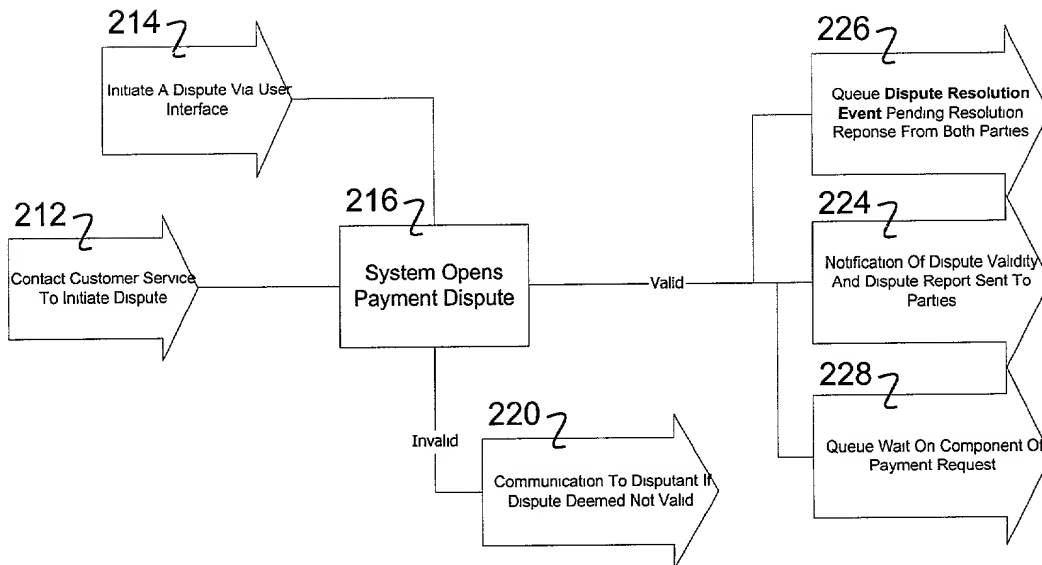 214
Initiate A Dispute Via User
Interface
226
Queue Dispute Resolution
Event Pending Resolution
Reponse From Both Parties
212
Contact Customer Service
To Initiate Dispute
216
System Opens
Payment Dispute
Valid
224
Notification Of Dispute Validity
And Dispute Report Sent To
Parties
Invalid
220
Communication To Disputant If
Dispute Deemed Not Valid
228
Queue Wait On Component Of
Payment Request